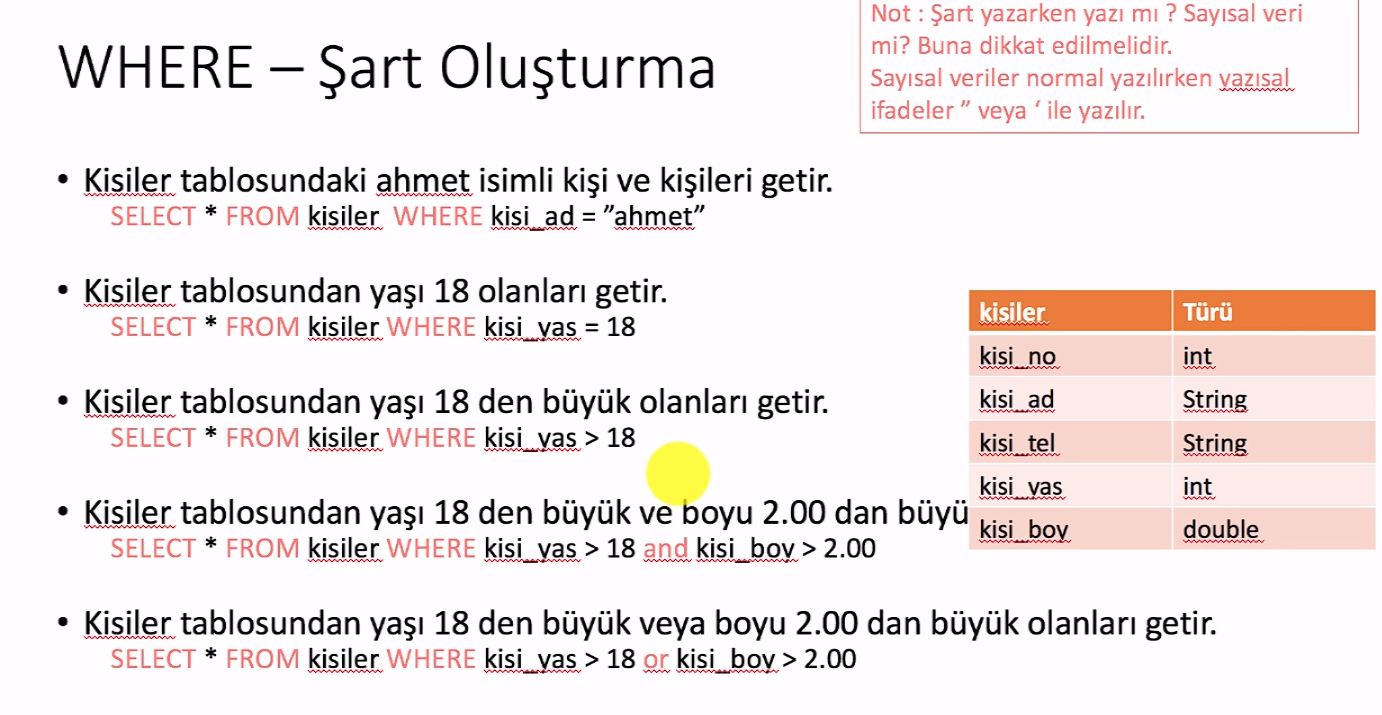 Not : Şart yazarken yazı mı ? Sayısal veri
mi? Buna dikkat edilmelidir.
Sayısal veriler normal yazılırken yazısal
ifadeler ” veya ‘ ile yazılır.
WHERE – Şart Oluşturma
• Kisiler tablosundaki ahmet isimli kişi ve kişileri getir.
SELECT * FROM kisiler WHERE kisi_ad = ”ahmet”
• Kisiler tablosundan yaşı 18 olanları getir.
SELECT * FROM kisiler WHERE kisi_yas = 18
• Kisiler tablosundan yaşı 18 den büyük olanları getir.
SELECT * FROM kisiler WHERE kisi_yas > 18
• Kisiler tablosundan yaşı 18 den büyük ve boyu 2.00 dan büyü
SELECT * FROM kisiler WHERE kisi_yas > 18 and kisi_boy > 2.00
• Kisiler tablosundan yaşı 18 den büyük veya boyu 2.00 dan büyük olanları getir.
SELECT * FROM kisiler WHERE kisi_yas > 18 or kisi_boy > 2.00
kisiler Türü
kisi_no int
kisi_ad String
kisi_tel String
kisi_yas int
kisi_boy double